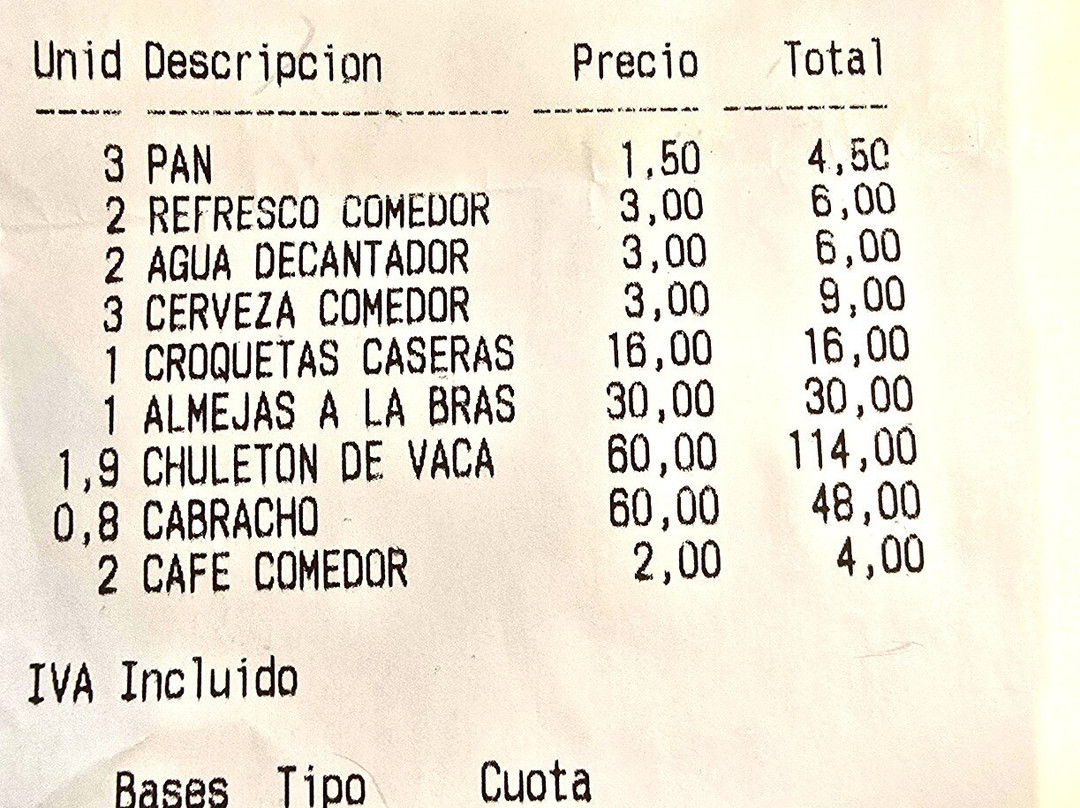 Unid Descripcion Precio Total
3 PAN 1,50 4,50
2 REFRESCO COMEDOR 3,00 6,00
2 AGUA DECANTADOR 3,00 6,00
3 CERVEZA COMEDOR 3,00 9,00
1 CROQUETAS CASERAS 16,00 16,00
1 ALMEJAS A LA BRAS 30,00 30,00
1,9 CHULETON DE VACA 60,00 114,00
0,8 CABRACHO 60,00 48,00
2 CAFE COMEDOR 2,00 4,00
IVA Incluido
Bases Tipo Cuota